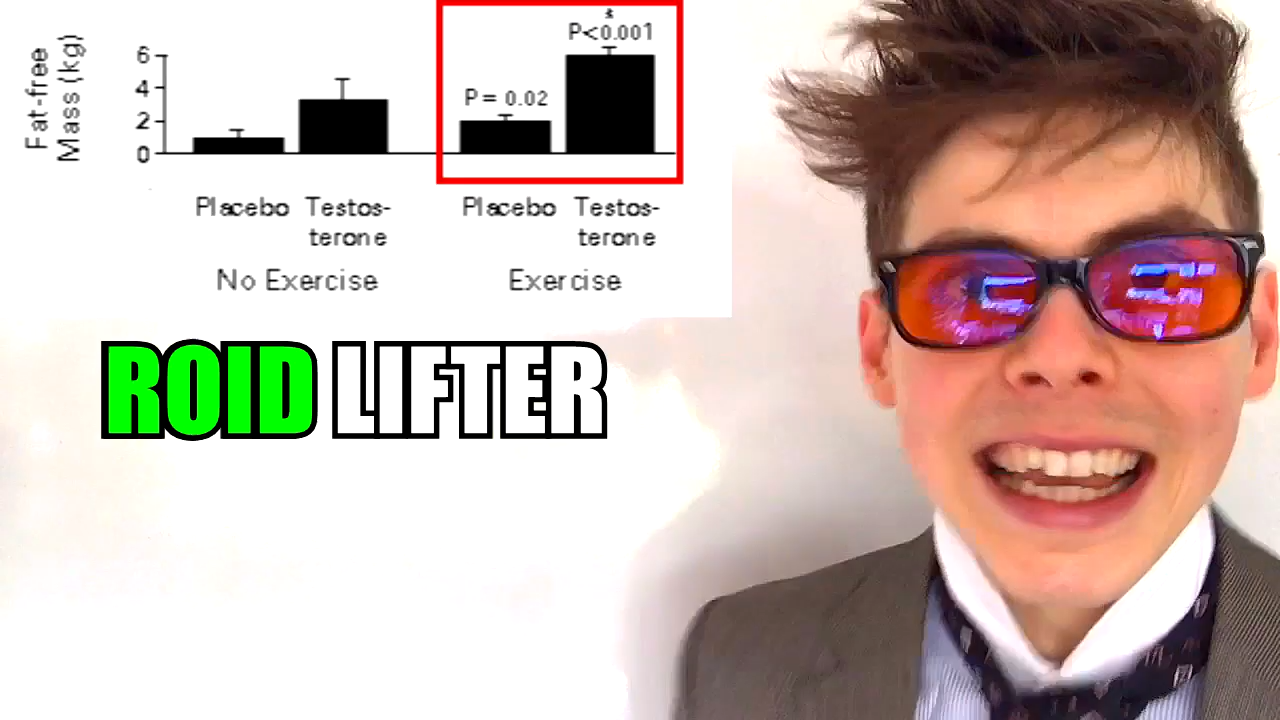 Fat-free
Mass (kg)
6
4
2
0
*
P<0.001
P = 0.02
Placebo Testos-
terone
Placebo Testos-
terone
No Exercise
Exercise
ROID LIFTER